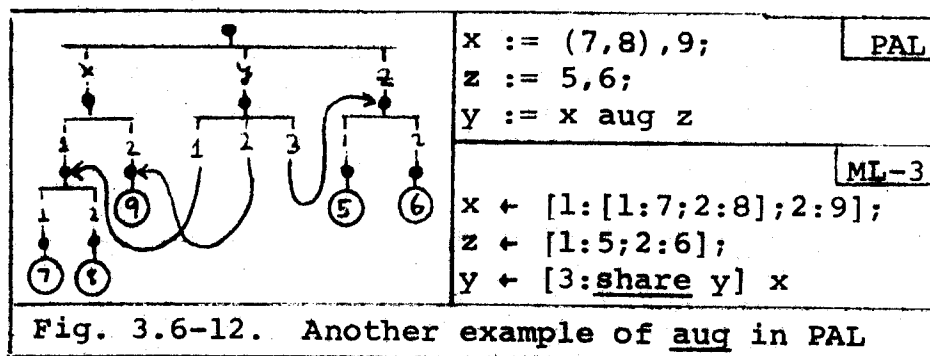 x y z
1 2 1 2 3 1 2
9 5 6
1 2
7 8
x := (7,8),9; PAL
z := 5,6;
y := x aug z
ML-3
x ← [1:[1:7;2:8];2:9];
z ← [1:5;2:6];
y ← [3:share y] x
Fig. 3.6-12. Another example of aug in PAL